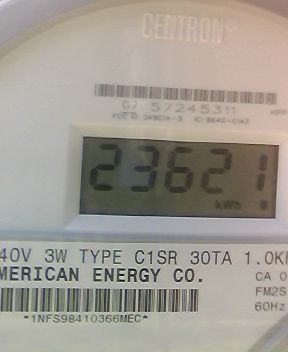 CENTRON®
07 57245311
23621
kWh
40V 3W TYPE C1SR 30TA 1.0K
MERICAN ENERGY CO.
CA 0
FM2S
60Hz
*1NFS98410366MEC*